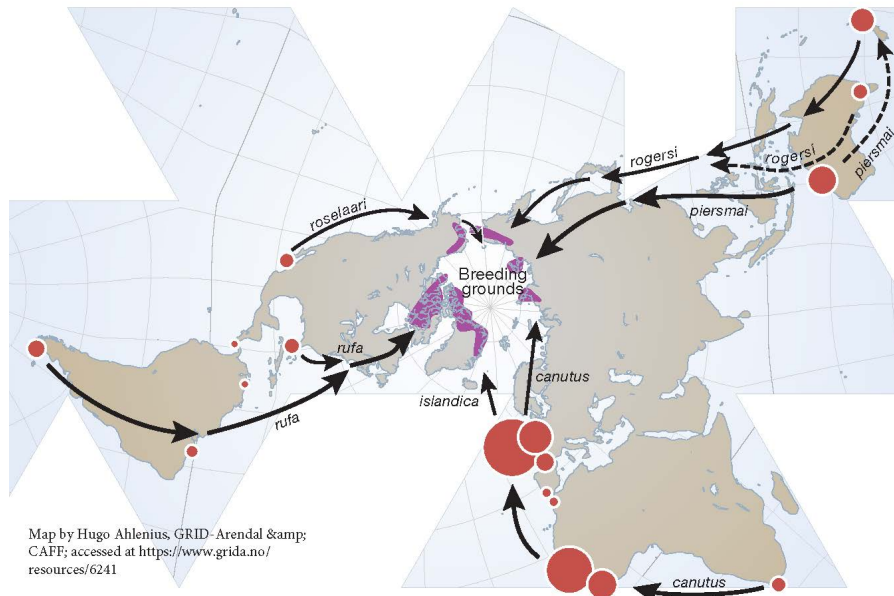 rogersi
rogersi
piersmai
piersmai
roselaari
Breeding
grounds
rufa
rufa
canutus
islandica
canutus
Map by Hugo Ahlenius, GRID-Arendal &amp;
CAFF; accessed at https://www.grida.no/
resources/6241